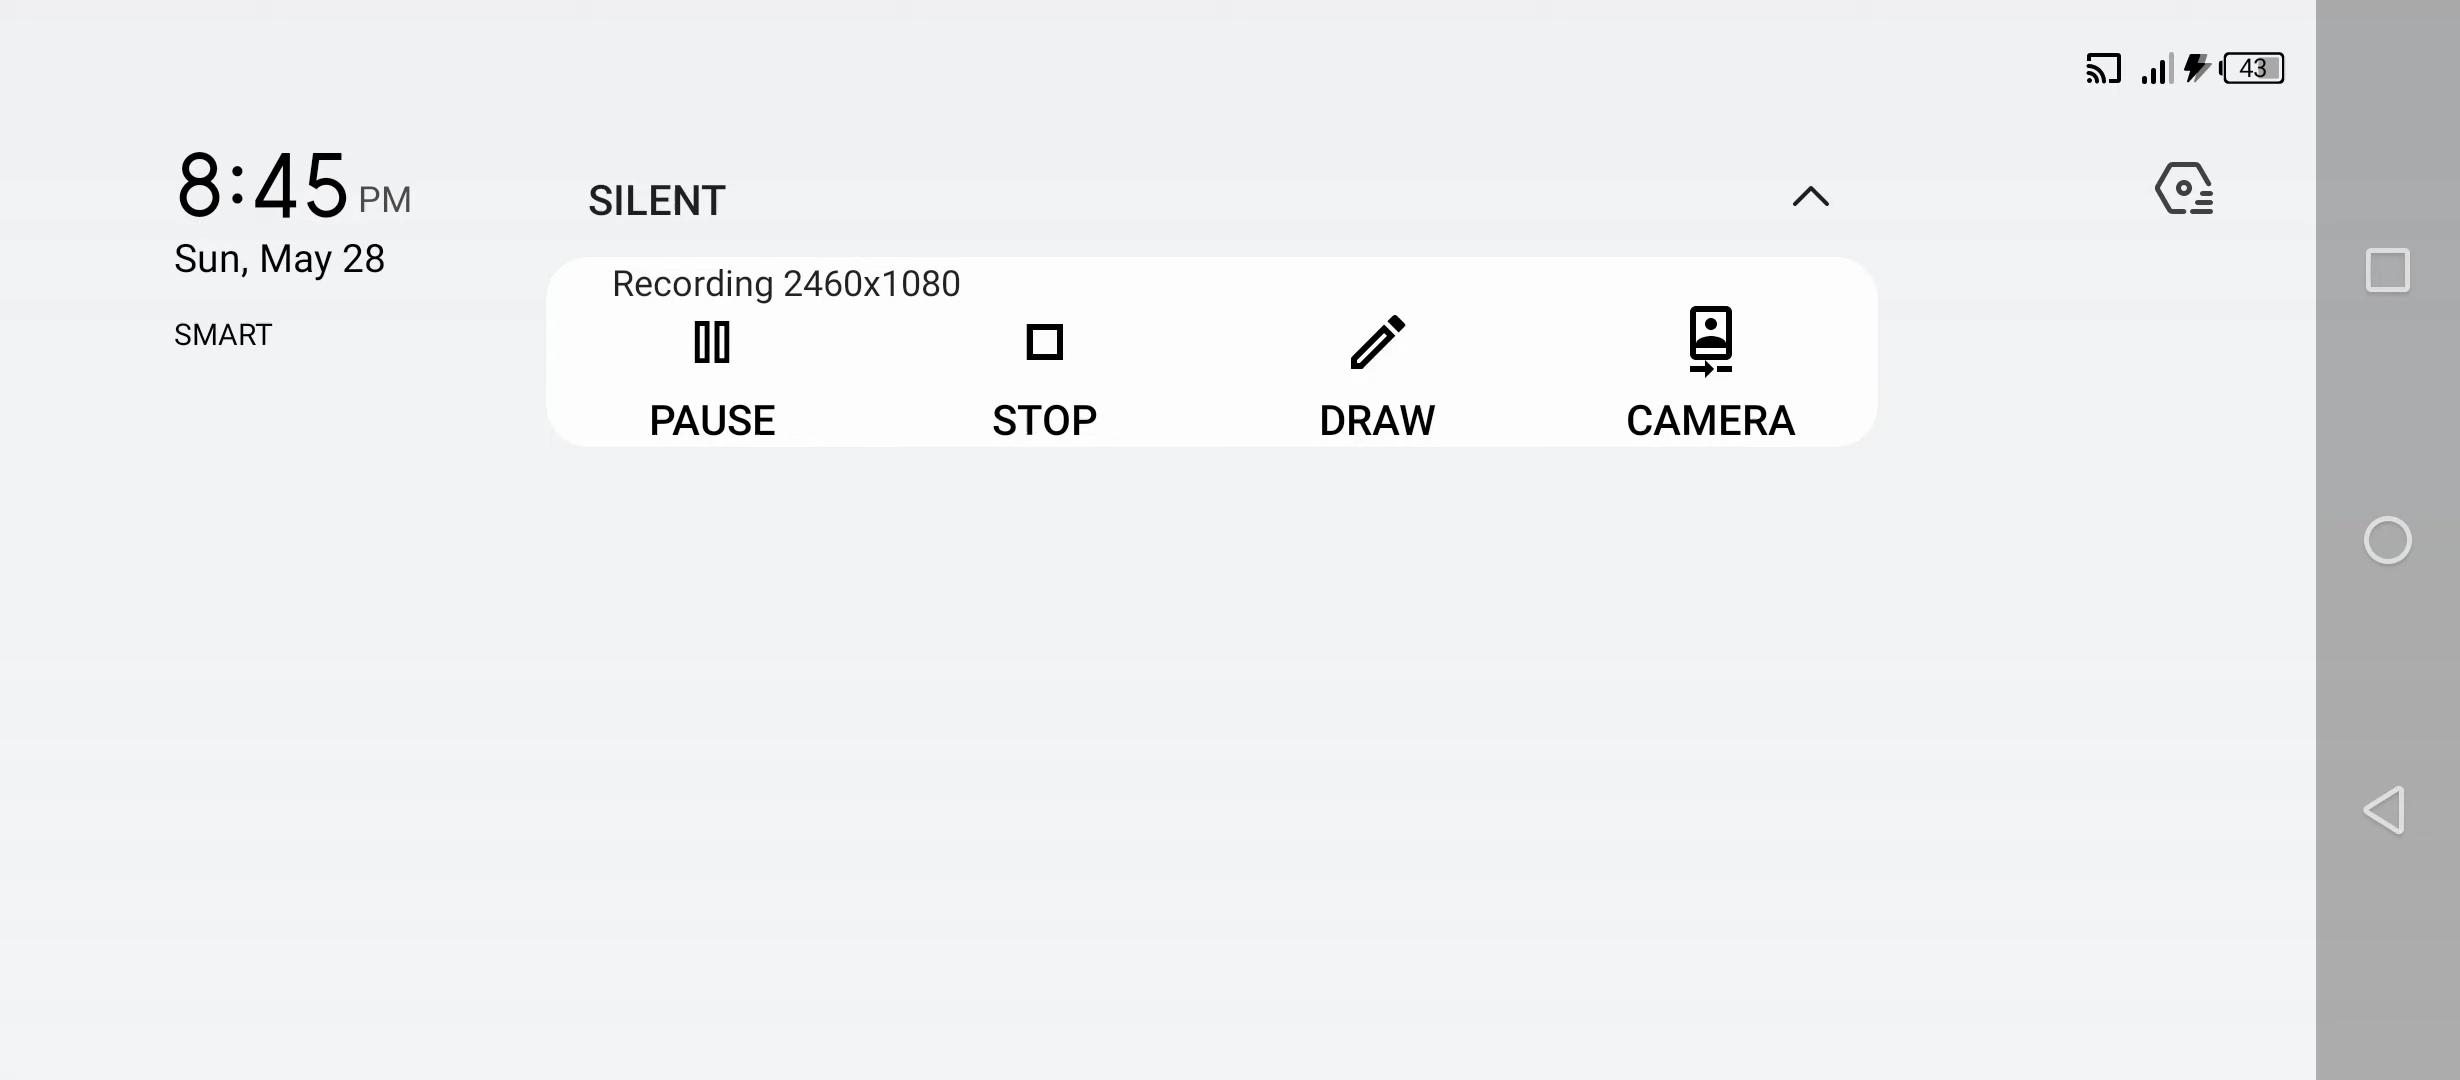 43
8:45 PM
SILENT
Sun, May 28
SMART
Recording 2460x1080
PAUSE
STOP
DRAW
CAMERA